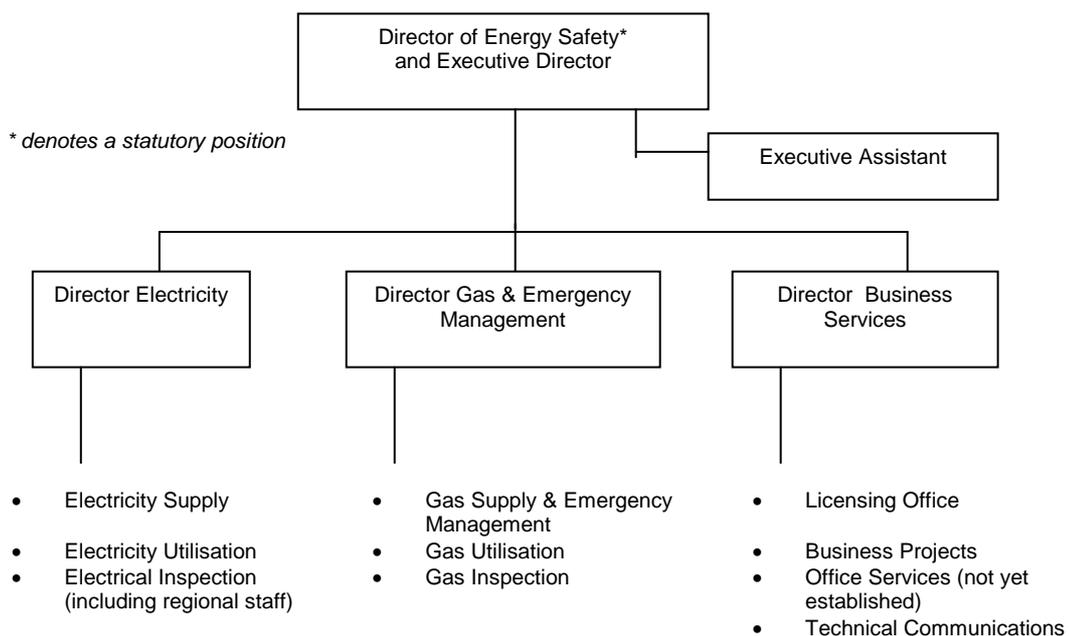 Director of Energy Safety*
and Executive Director
* denotes a statutory position
Executive Assistant
Director Electricity
Director Gas & Emergency
Management
Director  Business
Services
• Electricity Supply
• Electricity Utilisation
• Electrical Inspection
(including regional staff)
• Gas Supply & Emergency
Management
• Gas Utilisation
• Gas Inspection
• Licensing Office
• Business Projects
• Office Services (not yet
established)
• Technical Communications